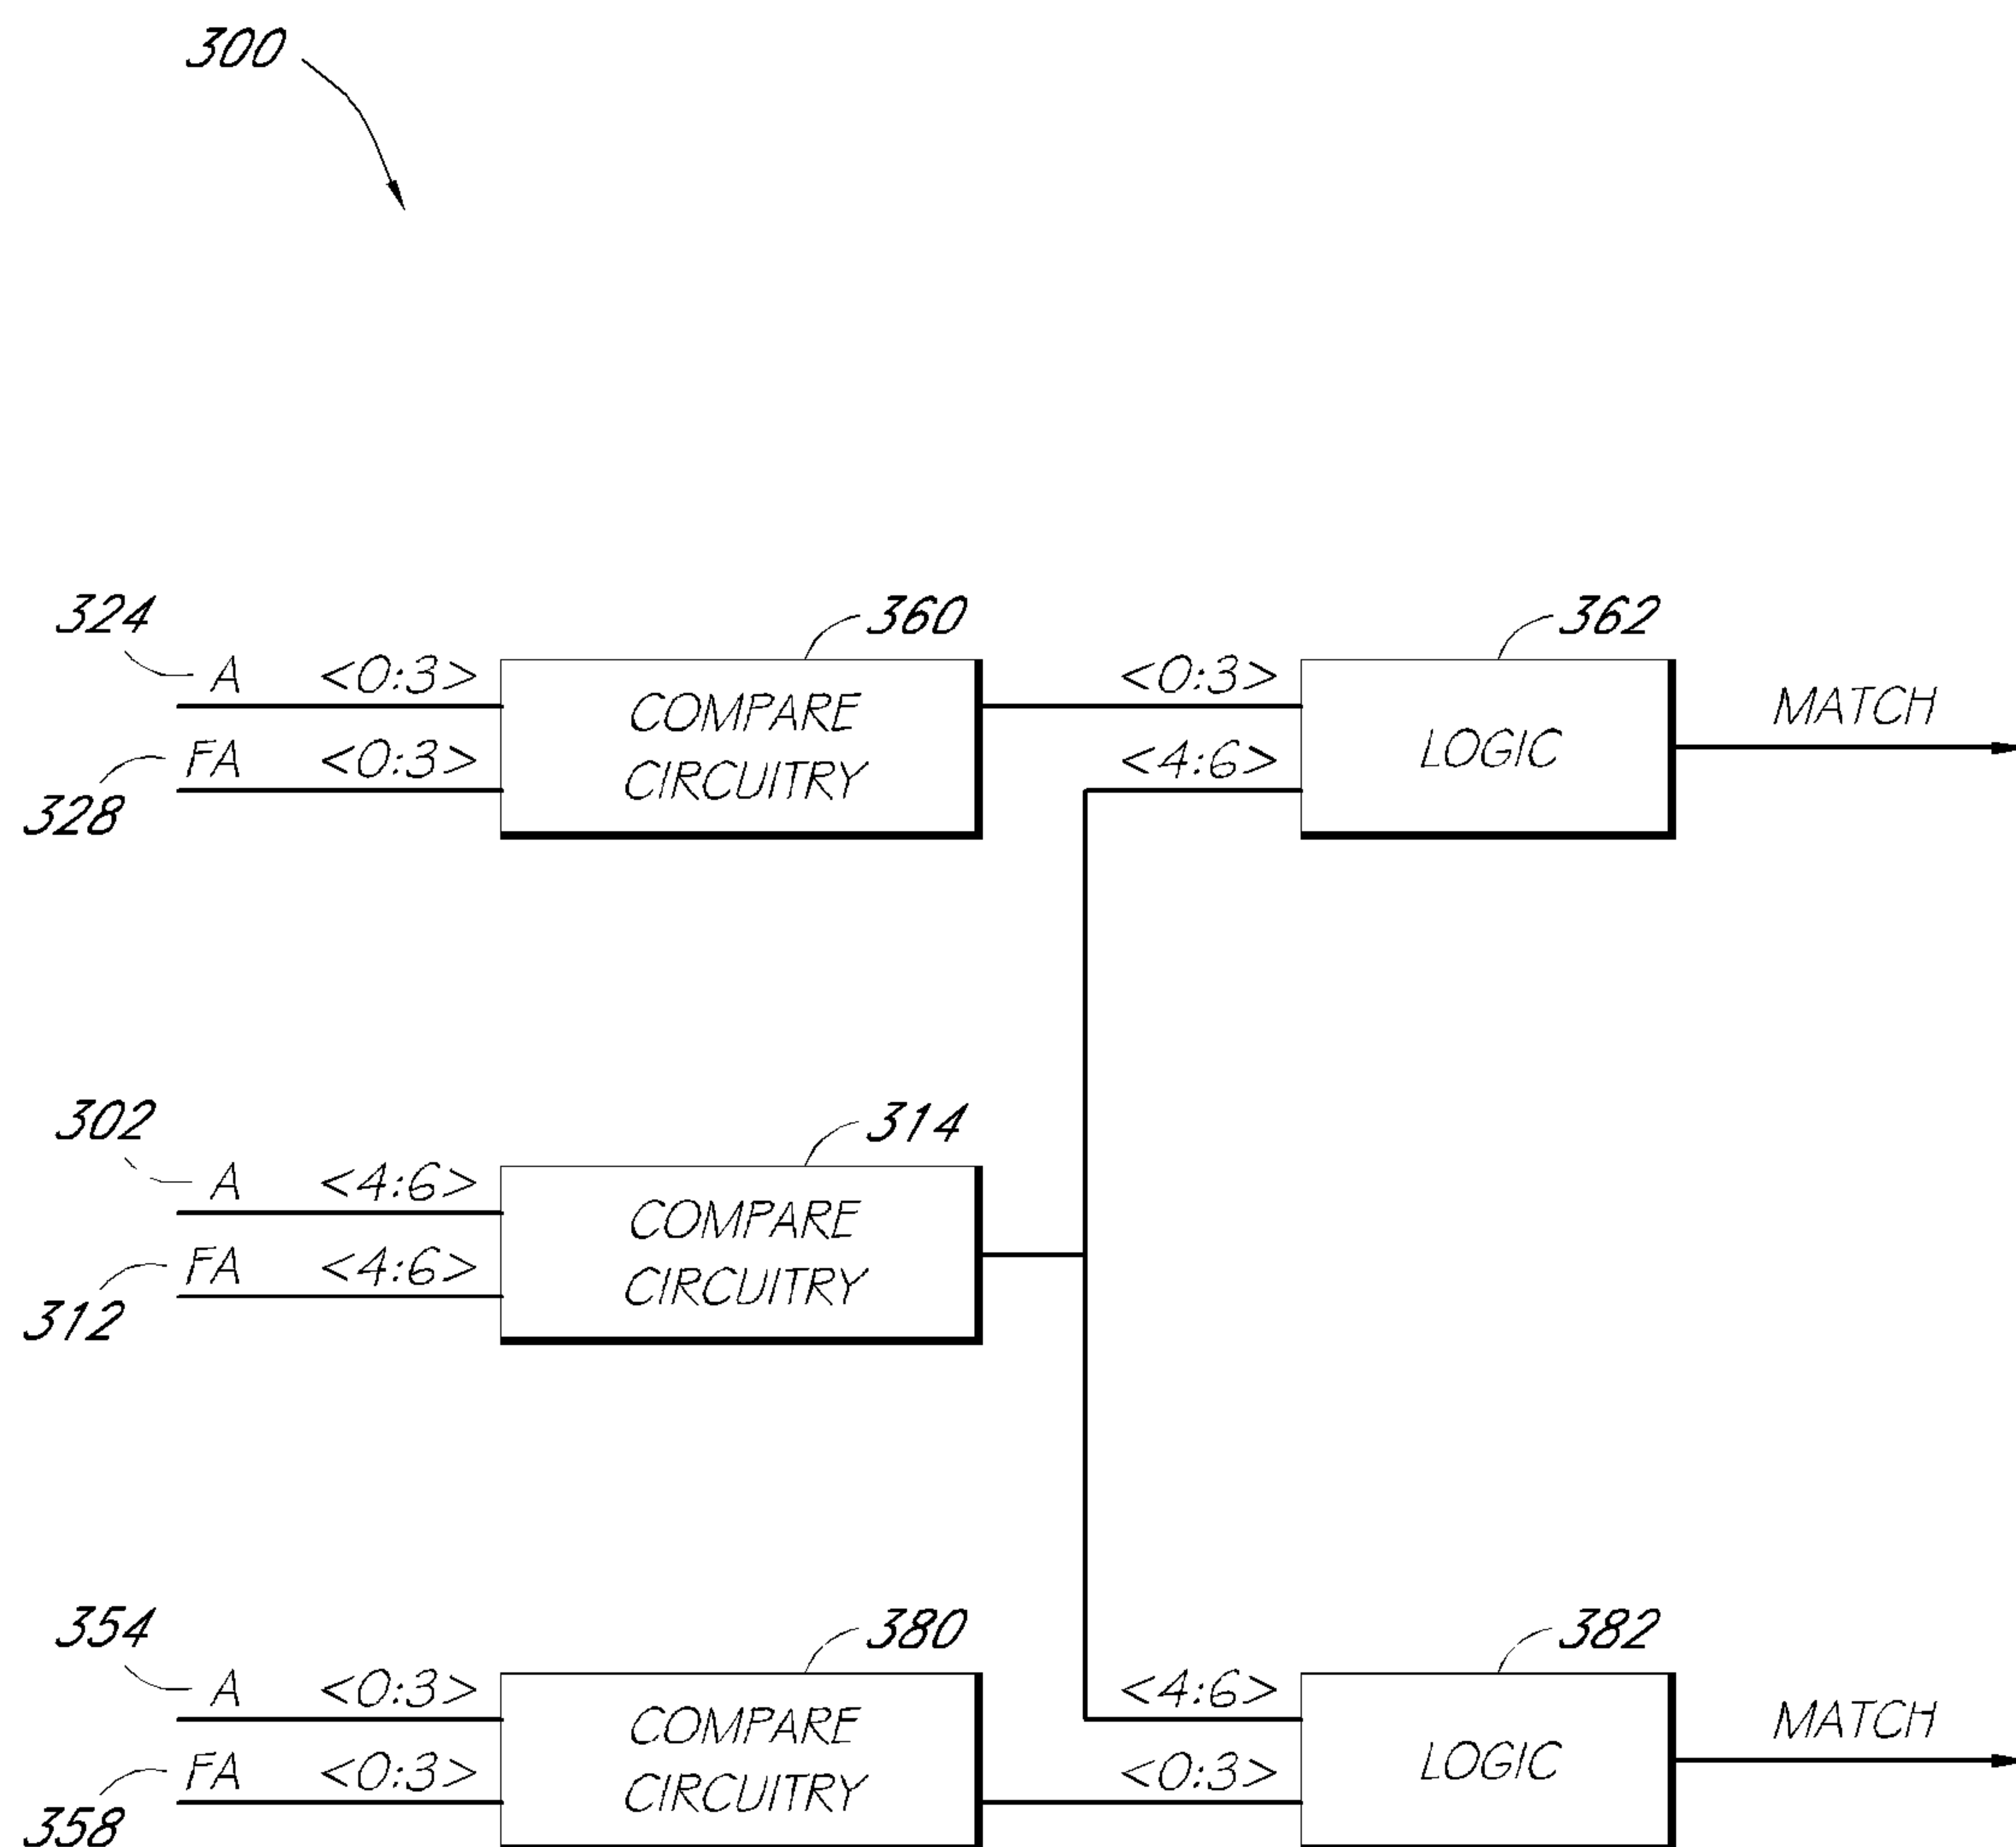 300
324
360
362
A <0:3>
FA <0:3>
328
COMPARE
CIRCUITRY
<0:3>
<4:6>
LOGIC
MATCH
302
314
A <4:6>
FA <4:6>
312
COMPARE
CIRCUITRY
354
380
382
A <0:3>
FA <0:3>
358
COMPARE
CIRCUITRY
<4:6>
<0:3>
LOGIC
MATCH